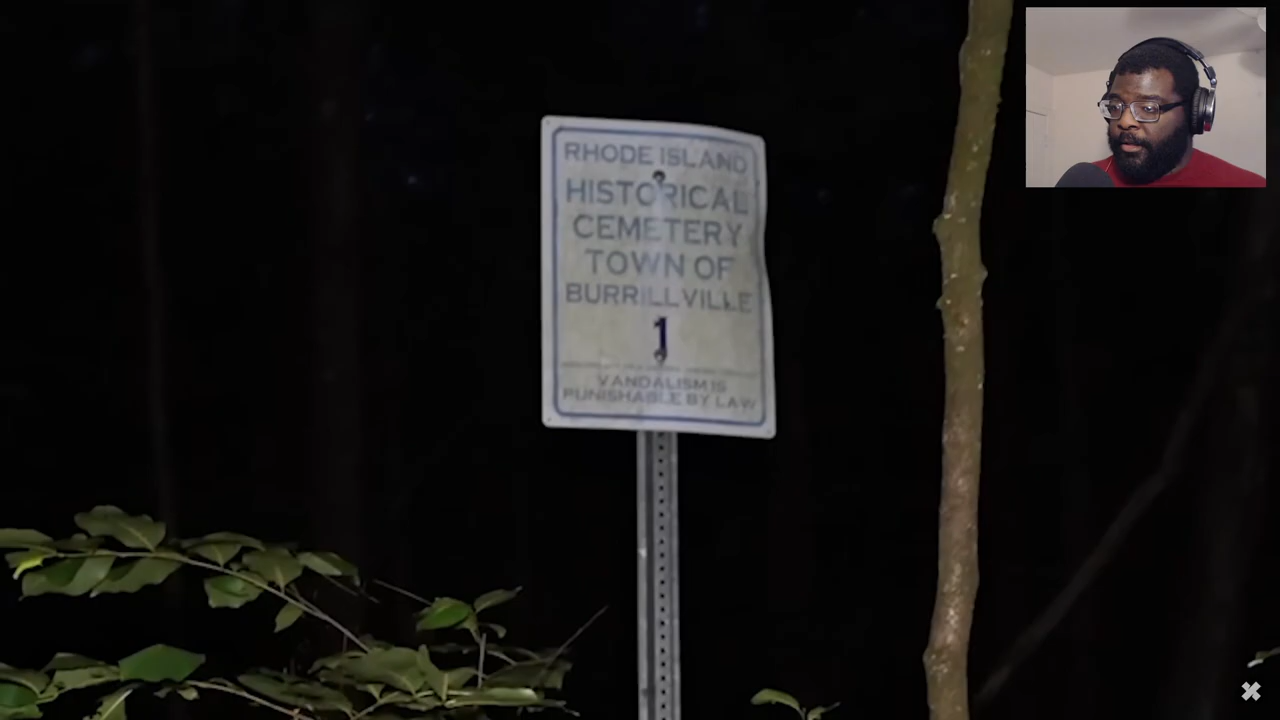 RHODE ISLAND
HISTORICAL
CEMETERY
TOWN OF
BURRILLVILLE
1
VANDALISM IS
PUNISHABLE BY LAW